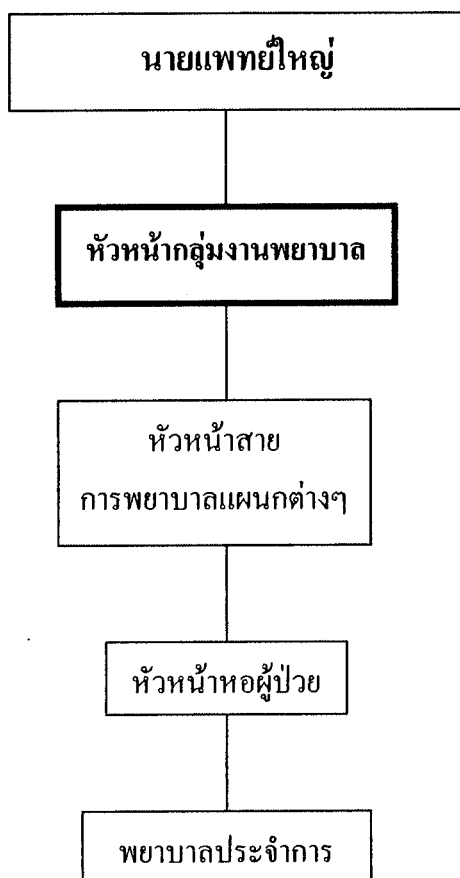 นายแพทย์ใหญ่
หัวหน้ากลุ่มงานพยาบาล
หัวหน้าสาย
การพยาบาลแผนกต่างๆ
หัวหน้าหอผู้ป่วย
พยาบาลประจำการ